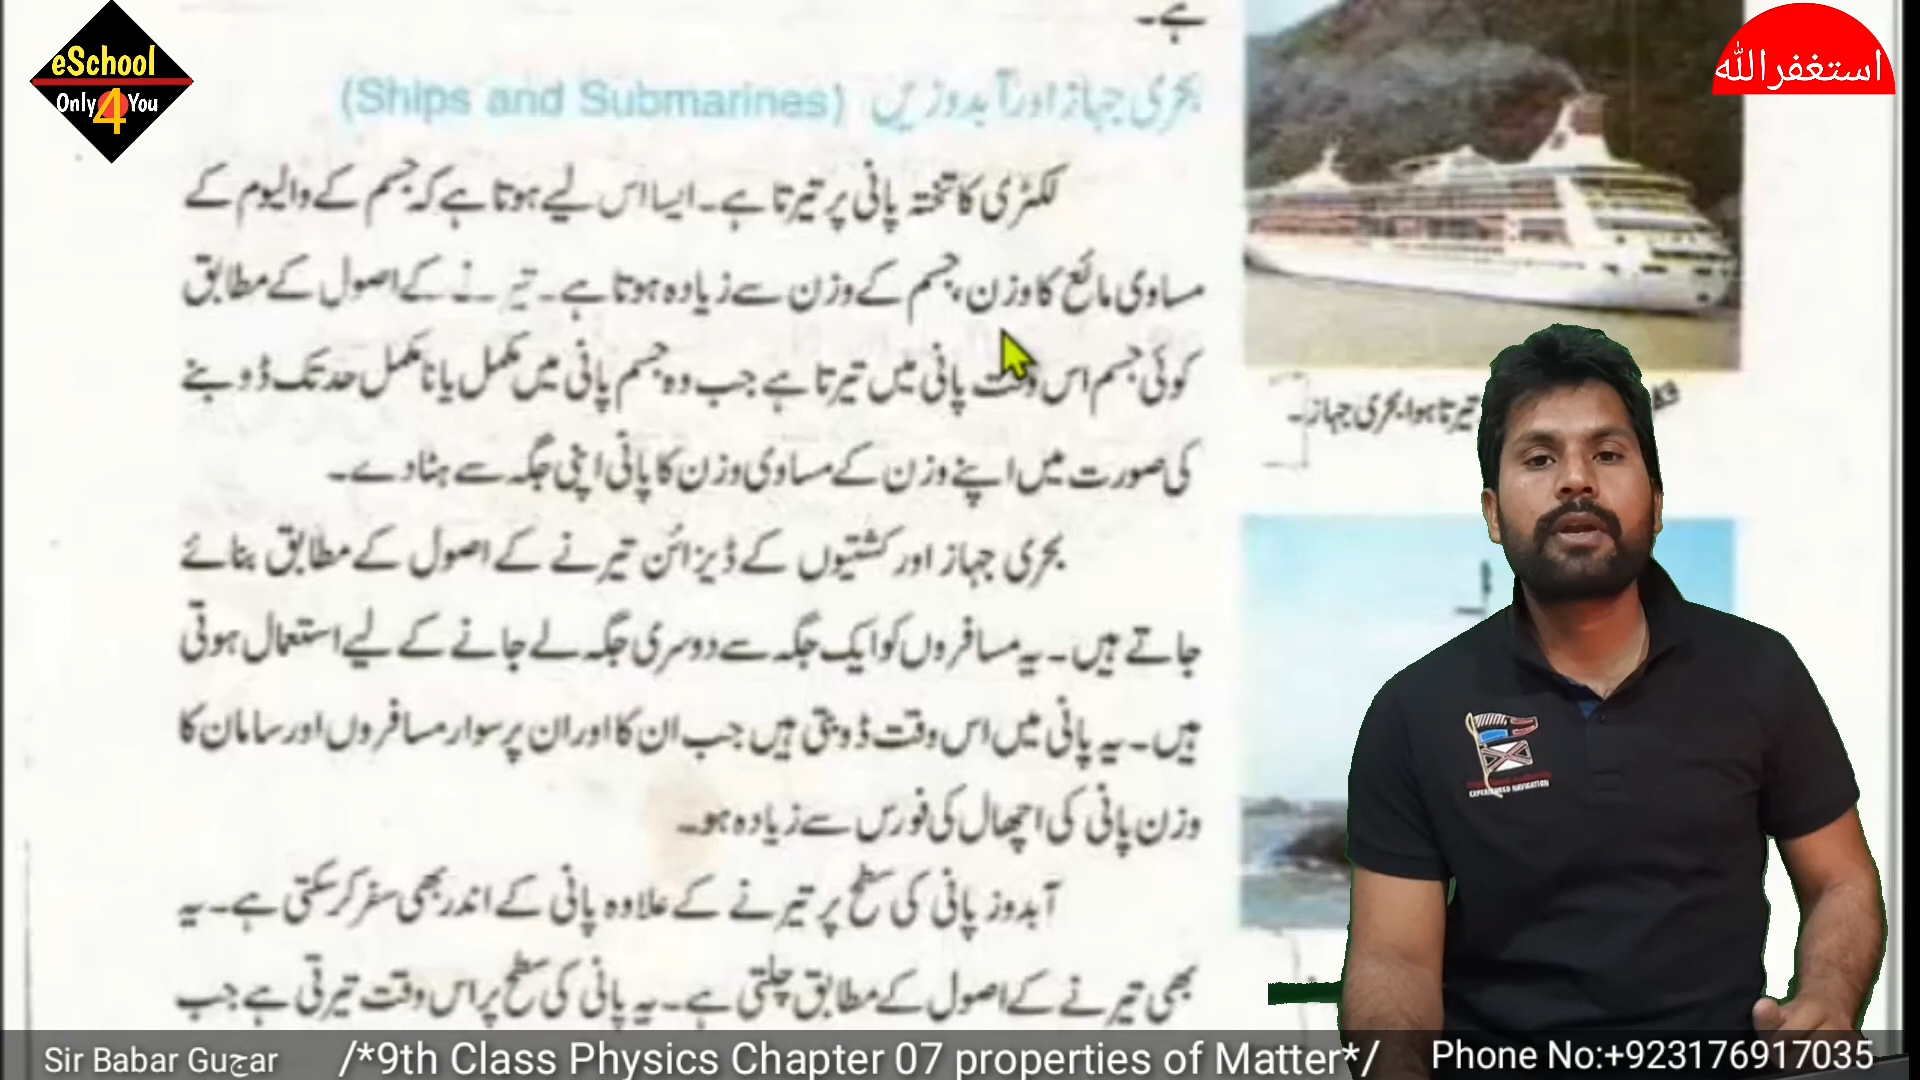 eSchool
Only 4 You
استغفراللہ
ہے۔
بحری جہاز اور آبدوزیں (Ships and Submarines)
لکڑی کا تختہ پانی پر تیرتا ہے۔ ایسا اس لیے ہوتا ہے کہ جسم کے والیوم کے
مساوی مائع کا وزن، جسم کے وزن سے زیادہ ہوتا ہے۔ تیرنے کے اصول کے مطابق
کوئی جسم اس وقت پانی میں تیرتا ہے جب وہ جسم پانی میں مکمل یا نامکمل حد تک ڈوبنے
کی صورت میں اپنے وزن کے مساوی وزن کا پانی اپنی جگہ سے ہٹا دے۔
بحری جہاز اور کشتیوں کے ڈیزائن تیرنے کے اصول کے مطابق بنائے
جاتے ہیں۔ یہ مسافروں کو ایک جگہ سے دوسری جگہ لے جانے کے لیے استعمال ہوتی
ہیں۔ یہ پانی میں اس وقت ڈوبتی ہیں جب ان کا اور ان پر سوار مسافروں اور سامان کا
وزن پانی کی اچھال کی فورس سے زیادہ ہو۔
آبدوز پانی کی سطح پر تیرنے کے علاوہ پانی کے اندر بھی سفر کر سکتی ہے۔ یہ
بھی تیرنے کے اصول کے مطابق چلتی ہے۔ یہ پانی کی سطح پر اس وقت تیرتی ہے جب
تیرتا ہوا بحری جہاز۔
EXPERIENCED NAVIGATION
Sir Babar Guجar
/*9th Class Physics Chapter 07 properties of Matter*/
Phone No:+923176917035